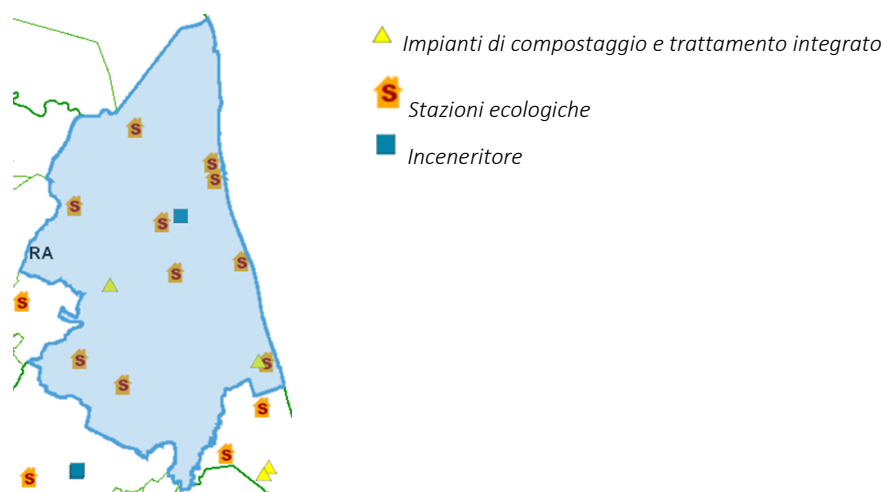 Impianti di compostaggio e trattamento integrato
S Stazioni ecologiche
Inceneritore
S
S
S
S
S
RA
S
S
S
S
S
S
S
S
S